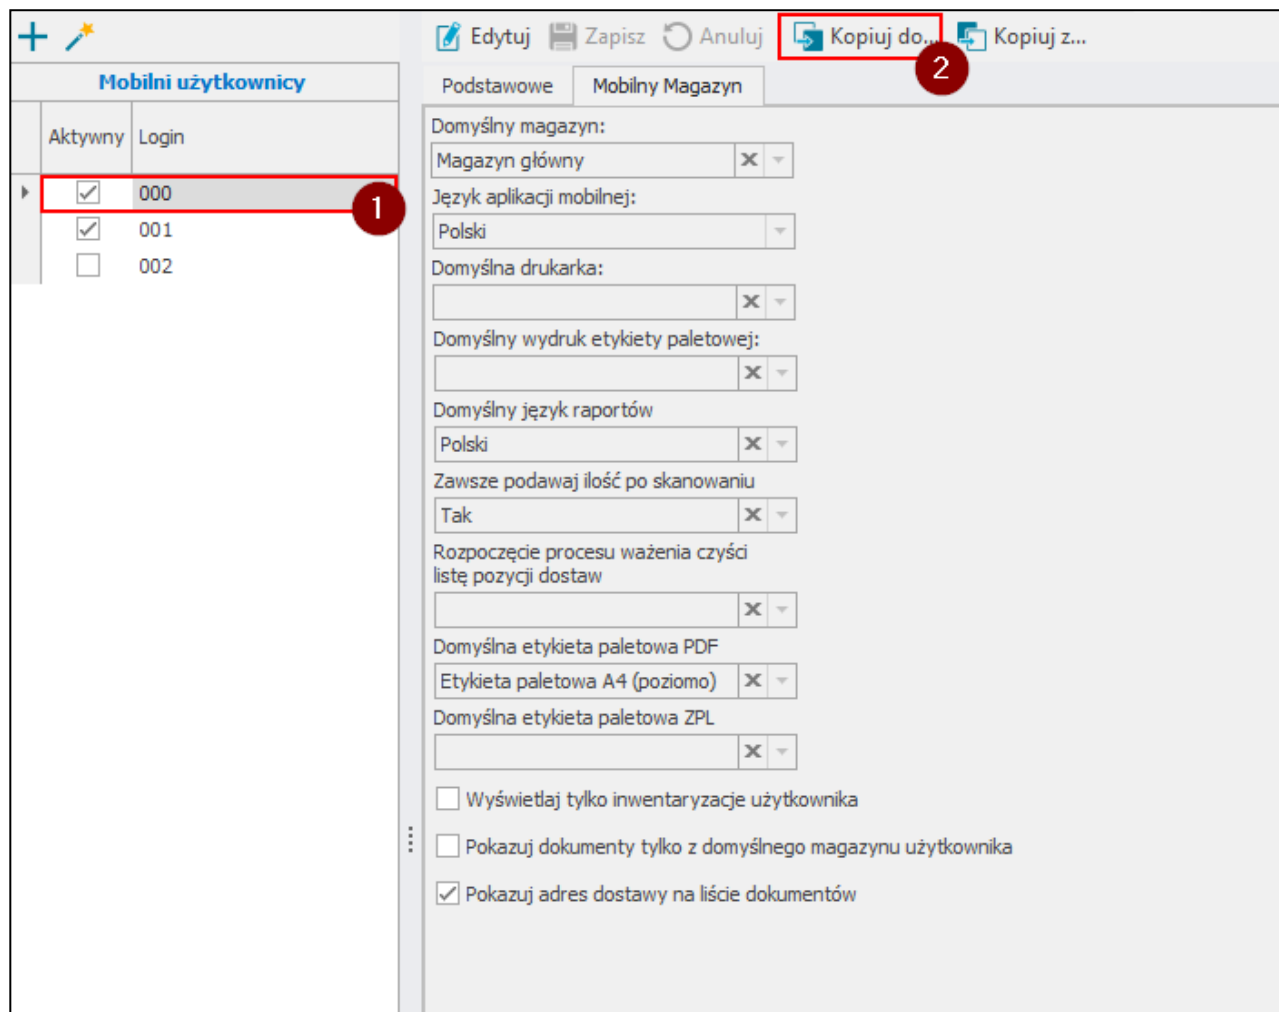 Edytuj Zapisz Anuluj Kopiuj do... Kopiuj z...
2
Mobilni użytkownicy
Podstawowe Mobilny Magazyn
Aktywny Login
000
1
001
002
Domyślny magazyn:
Magazyn główny
Język aplikacji mobilnej:
Polski
Domyślna drukarka:
Domyślny wydruk etykiety paletowej:
Domyślny język raportów
Polski
Zawsze podawaj ilość po skanowaniu
Tak
Rozpoczęcie procesu ważenia czyści
listę pozycji dostaw
Domyślna etykieta paletowa PDF
Etykieta paletowa A4 (poziomo)
Domyślna etykieta paletowa ZPL
Wyświetlaj tylko inwentaryzacje użytkownika
Pokazuj dokumenty tylko z domyślnego magazynu użytkownika
Pokazuj adres dostawy na liście dokumentów